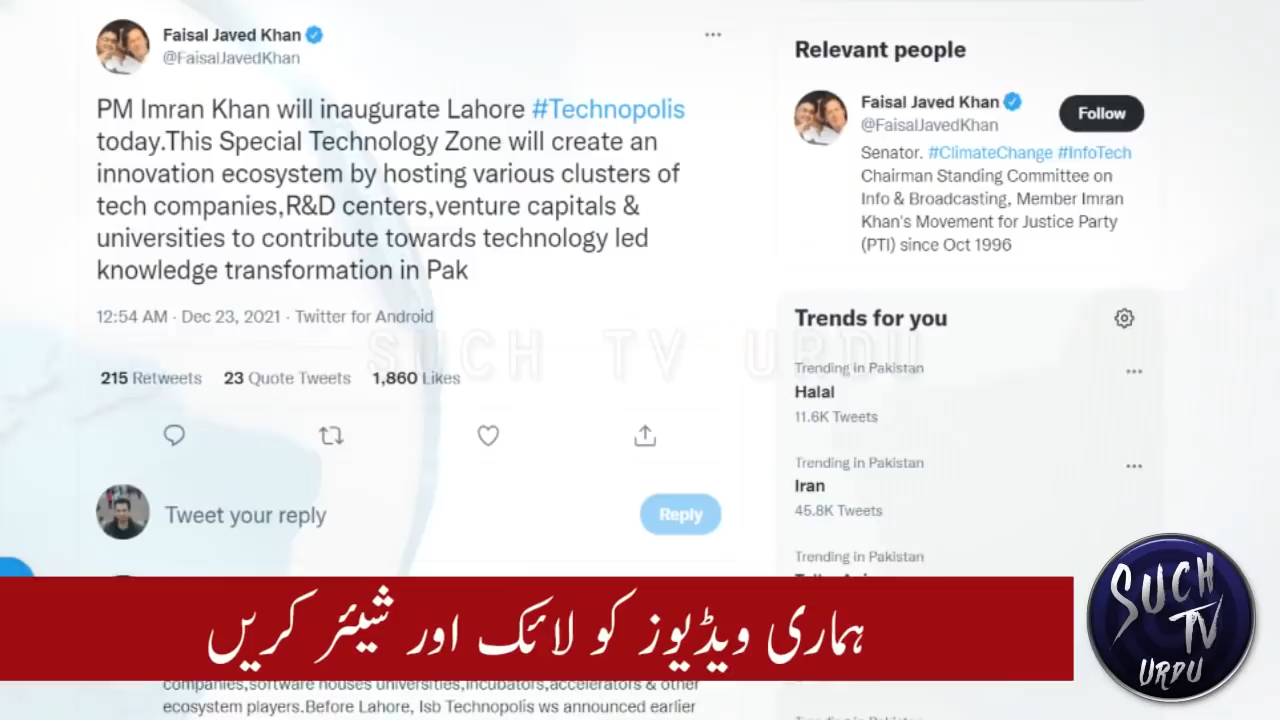 Faisal Javed Khan
@FaisalJavedKhan
PM Imran Khan will inaugurate Lahore #Technopolis
today.This Special Technology Zone will create an
innovation ecosystem by hosting various clusters of
tech companies,R&D centers,venture capitals &
universities to contribute towards technology led
knowledge transformation in Pak
12:54 AM · Dec 23, 2021 · Twitter for Android
215 Retweets 23 Quote Tweets 1,860 Likes
Tweet your reply
Reply
Relevant people
Faisal Javed Khan
@FaisalJavedKhan
Follow
Senator. #ClimateChange #InfoTech
Chairman Standing Committee on
Info & Broadcasting, Member Imran
Khan's Movement for Justice Party
(PTI) since Oct 1996
Trends for you
Trending in Pakistan
Halal
11.6K Tweets
Trending in Pakistan
Iran
45.8K Tweets
Trending in Pakistan
SUCH TV URDU
ہماری ویڈیوز کو لائک اور شیئر کریں
companies,software houses universities,incubators,accelerators & other
ecosystem players.Before Lahore, Isb Technopolis ws announced earlier
Trending in Pakistan
SUCH
TV
URDU